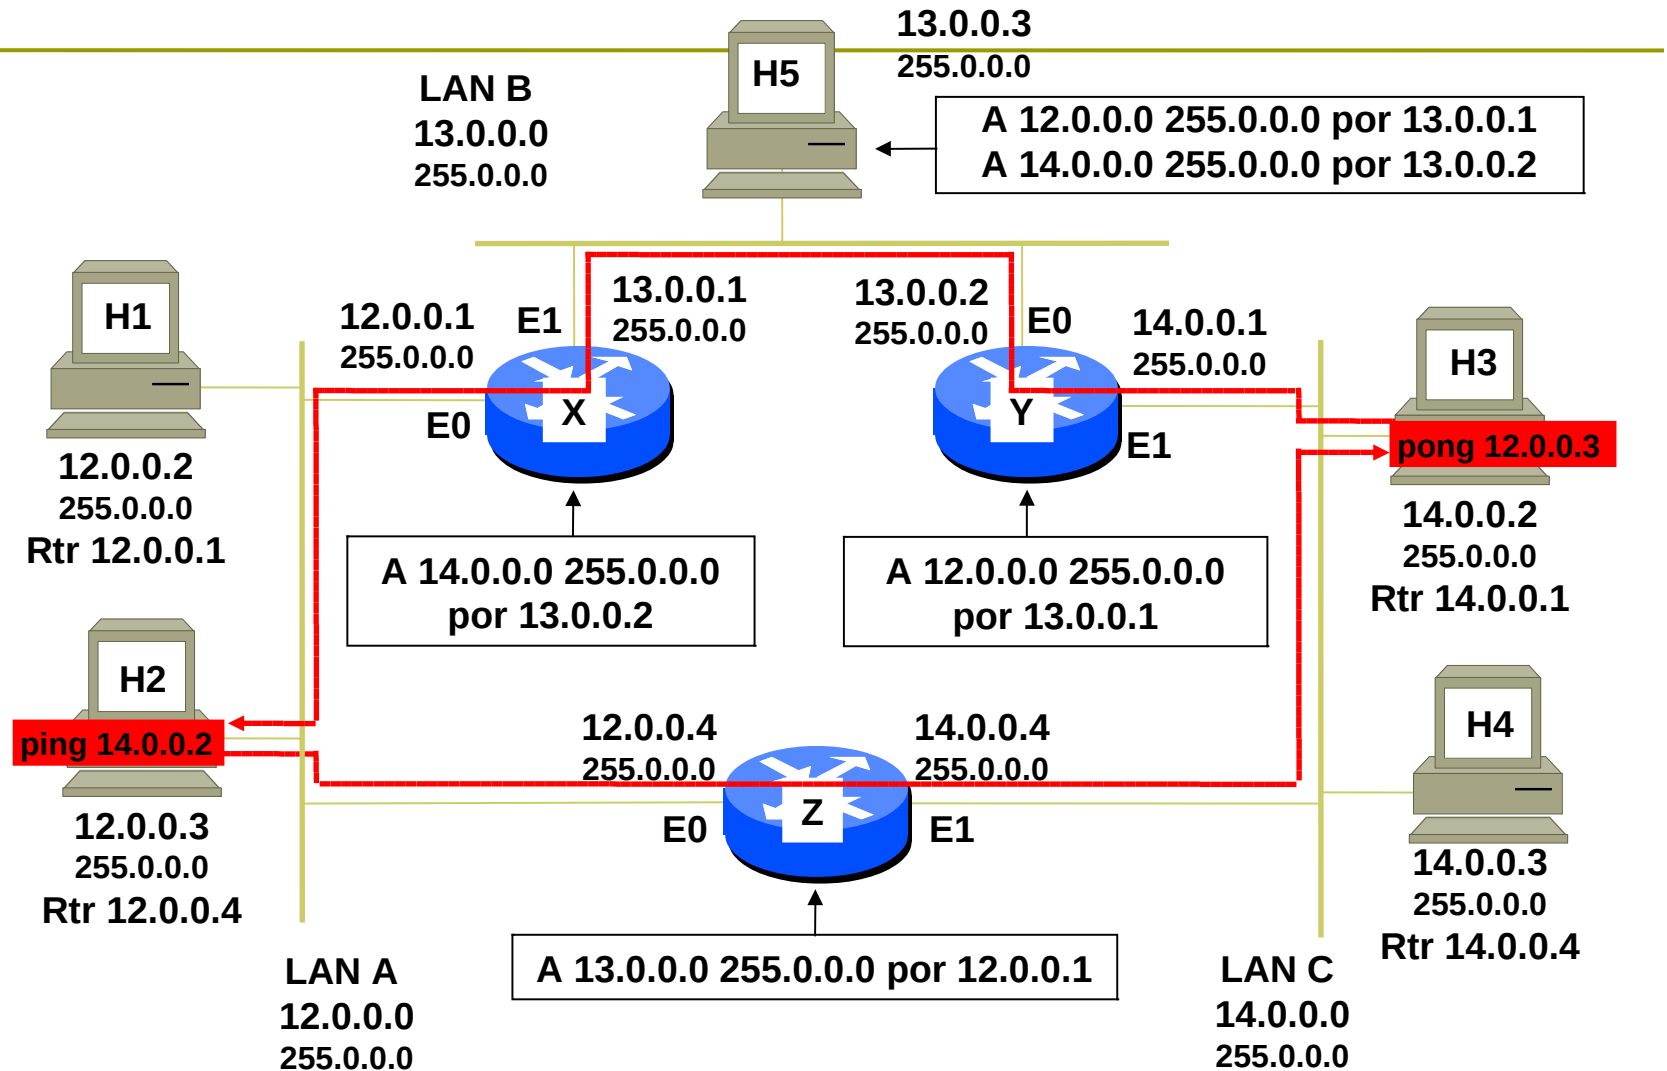 13.0.0.3
255.0.0.0
H5
LAN B
13.0.0.0
255.0.0.0
A 12.0.0.0 255.0.0.0 por 13.0.0.1
A 14.0.0.0 255.0.0.0 por 13.0.0.2
H1
12.0.0.2
255.0.0.0
Rtr 12.0.0.1
12.0.0.1
255.0.0.0
E1
13.0.0.1
255.0.0.0
E0
X
13.0.0.2
255.0.0.0
E0
14.0.0.1
255.0.0.0
Y
E1
H3
pong 12.0.0.3
14.0.0.2
255.0.0.0
Rtr 14.0.0.1
A 14.0.0.0 255.0.0.0
por 13.0.0.2
A 12.0.0.0 255.0.0.0
por 13.0.0.1
H2
ping 14.0.0.2
12.0.0.3
255.0.0.0
Rtr 12.0.0.4
12.0.0.4
255.0.0.0
14.0.0.4
255.0.0.0
E0
Z
E1
H4
14.0.0.3
255.0.0.0
Rtr 14.0.0.4
A 13.0.0.0 255.0.0.0 por 12.0.0.1
LAN A
12.0.0.0
255.0.0.0
LAN C
14.0.0.0
255.0.0.0